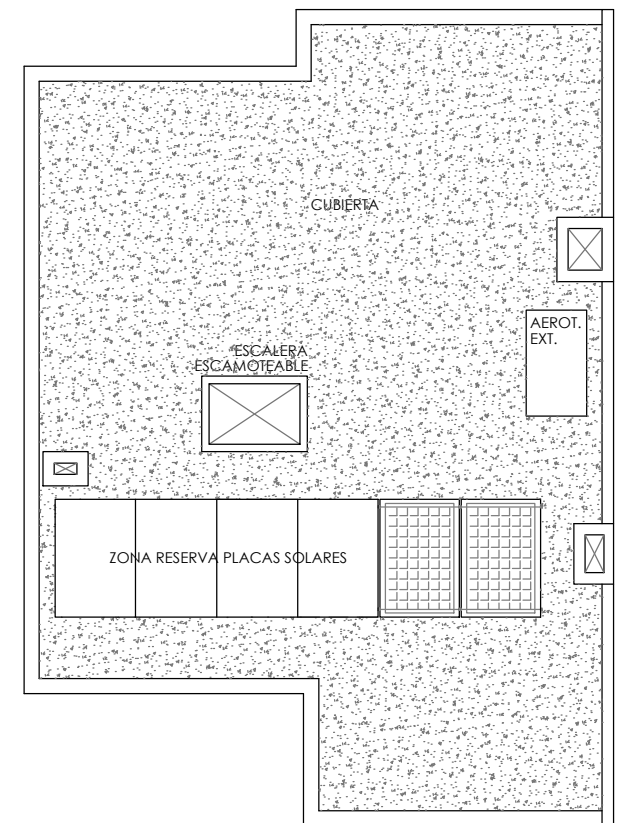 CUBIERTA
AEROT.
EXT.
ESCALERA
ESCAMOTEABLE
ZONA RESERVA PLACAS SOLARES